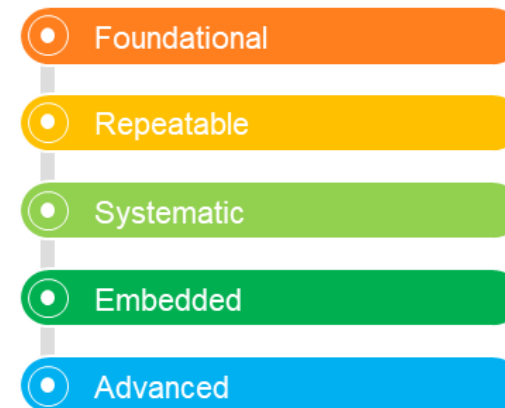 Foundational
Repeatable
Systematic
Embedded
Advanced